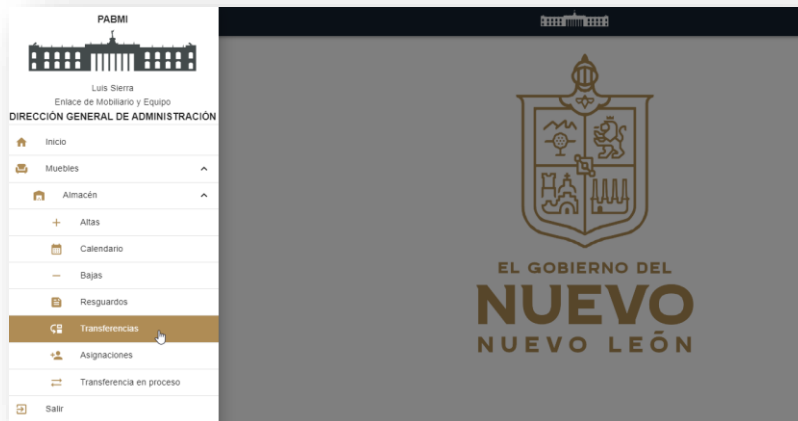 PABMI
Luis Sierra
Enlace de Mobiliario y Equipo
DIRECCIÓN GENERAL DE ADMINISTRACIÓN
Inicio
Muebles
Almacén
Altas
Calendario
Bajas
Resguardos
Transferencias
Asignaciones
Transferencia en proceso
Salir
EL GOBIERNO DEL
NUEVO
NUEVO LEÓN